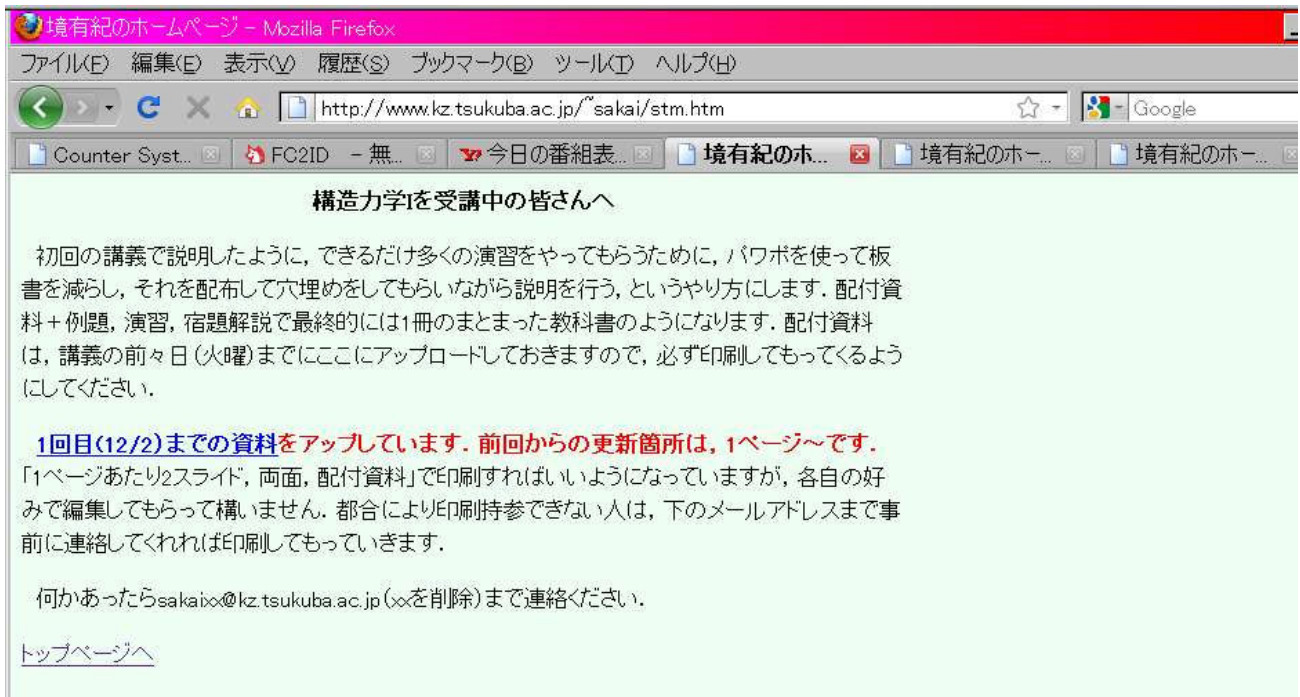 境有紀のホームページ - Mozilla Firefox
ファイル(F) 編集(E) 表示(V) 履歴(S) ブックマーク(B) ツール(T) ヘルプ(H)
http://www.kz.tsukuba.ac.jp/~sakai/stm.htm Google
Counter Syst... FC2ID - 無... 今日の番組表... 境有紀のホ... 境有紀のホー... 境有紀のホー...
構造力学Iを受講中の皆さんへ
初回の講義で説明したように，できるだけ多くの演習をやってもらうために，パワポを使って板
書を減らし，それを配布して穴埋めをしてもらいながら説明を行う，というやり方にします．配付資
料＋例題，演習，宿題解説で最終的には1冊のまとまった教科書のようになります．配付資料
は，講義の前々日(火曜)までにここにアップロードしておきますので，必ず印刷してもってくるよう
にしてください．
1回目(12/2)までの資料をアップしています．前回からの更新箇所は，1ページ～です．
「1ページあたり2スライド，両面，配付資料」で印刷すればいいようになっていますが，各自の好
みで編集してもらって構いません．都合により印刷持参できない人は，下のメールアドレスまで事
前に連絡してくれれば印刷してもっていきます．
何かあったらsakaixx@kz.tsukuba.ac.jp(xxを削除)まで連絡ください．
トップページへ